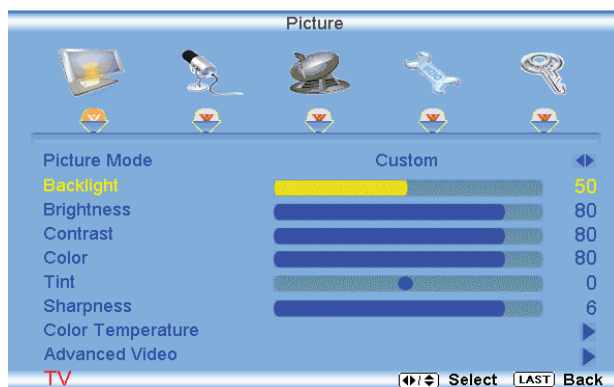 Picture
VIZIO
Picture Mode Custom
Backlight 50
Brightness 80
Contrast 80
Color 80
Tint 0
Sharpness 6
Color Temperature
Advanced Video
TV Select LAST Back